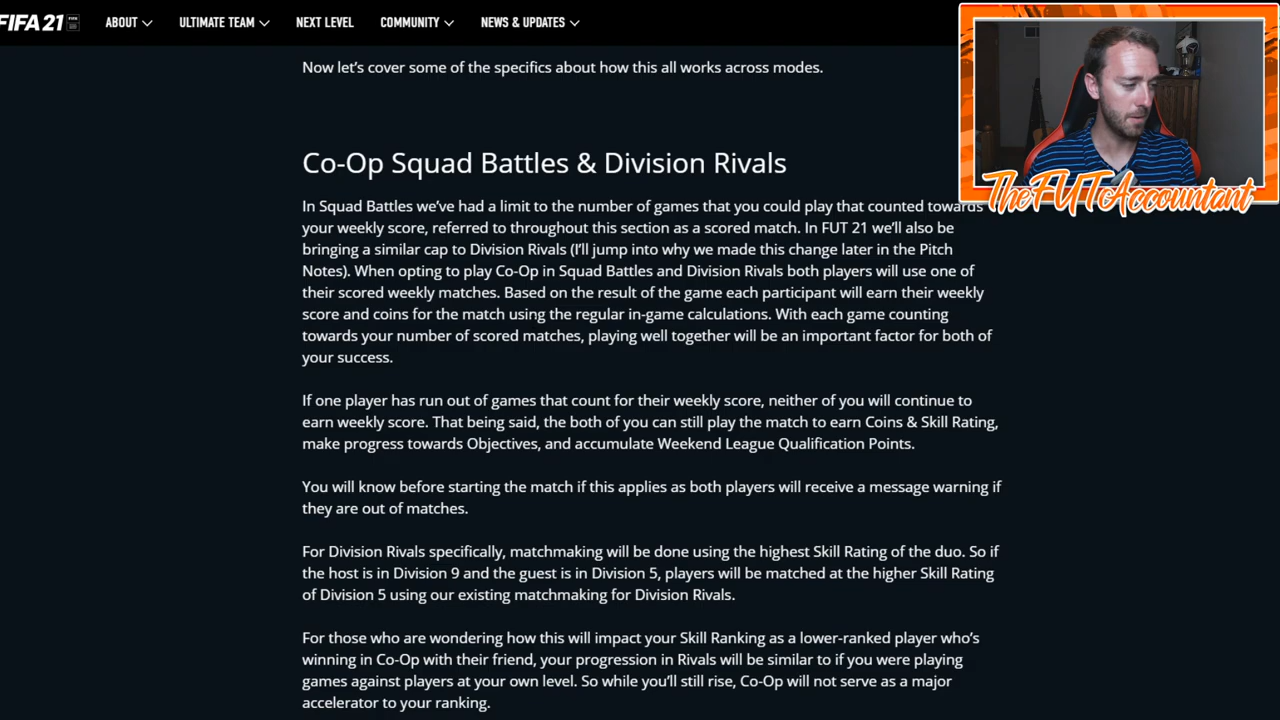 FIFA 21 ABOUT ULTIMATE TEAM NEXT LEVEL COMMUNITY NEWS & UPDATES
Now let's cover some of the specifics about how this all works across modes.
TheFUTAccountant
Co-Op Squad Battles & Division Rivals
In Squad Battles we've had a limit to the number of games that you could play that counted towards
your weekly score, referred to throughout this section as a scored match. In FUT 21 we'll also be
bringing a similar cap to Division Rivals (I'll jump into why we made this change later in the Pitch
Notes). When opting to play Co-Op in Squad Battles and Division Rivals both players will use one of
their scored weekly matches. Based on the result of the game each participant will earn their weekly
score and coins for the match using the regular in-game calculations. With each game counting
towards your number of scored matches, playing well together will be an important factor for both of
your success.
If one player has run out of games that count for their weekly score, neither of you will continue to
earn weekly score. That being said, the both of you can still play the match to earn Coins & Skill Rating,
make progress towards Objectives, and accumulate Weekend League Qualification Points.
You will know before starting the match if this applies as both players will receive a message warning if
they are out of matches.
For Division Rivals specifically, matchmaking will be done using the highest Skill Rating of the duo. So if
the host is in Division 9 and the guest is in Division 5, players will be matched at the higher Skill Rating
of Division 5 using our existing matchmaking for Division Rivals.
For those who are wondering how this will impact your Skill Ranking as a lower-ranked player who's
winning in Co-Op with their friend, your progression in Rivals will be similar to if you were playing
games against players at your own level. So while you'll still rise, Co-Op will not serve as a major
accelerator to your ranking.